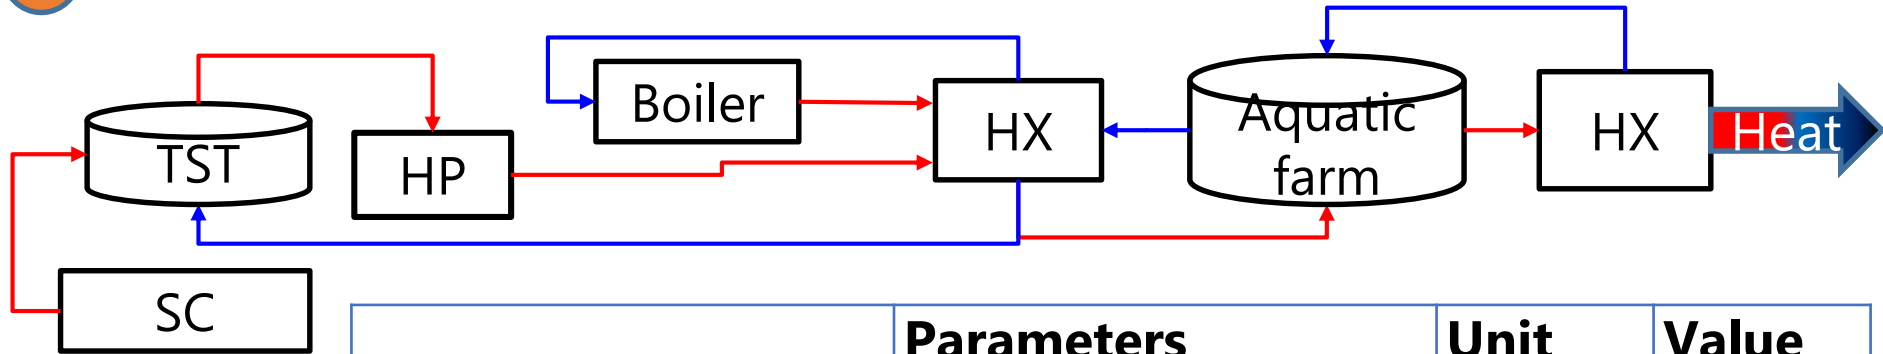 Boiler
HX
Aquatic
farm
HX
Heat
TST
HP
SC
Parameters
Unit
Value